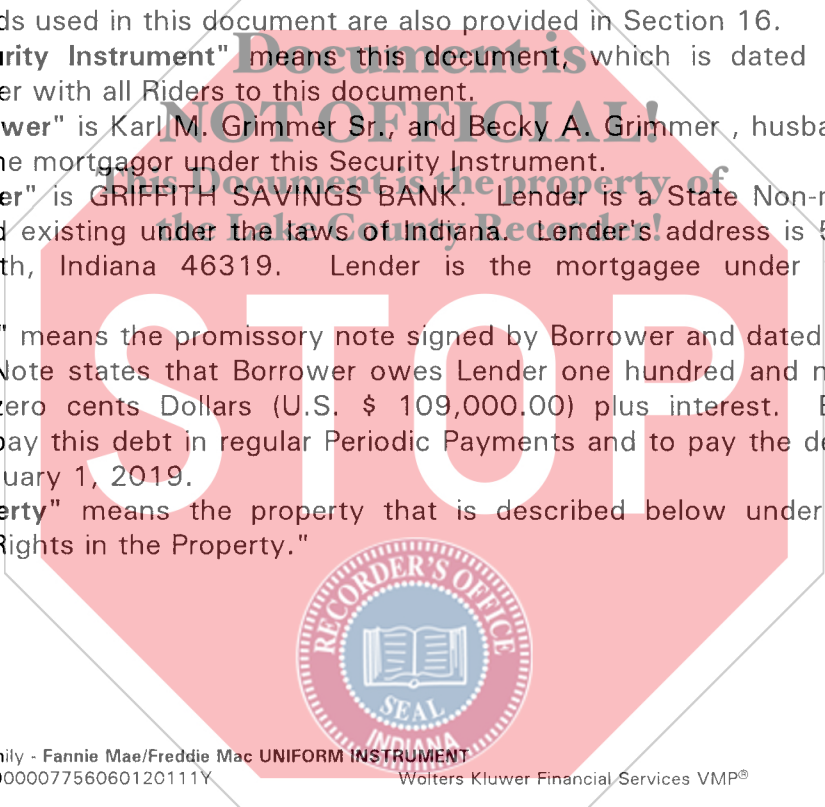 ds used in this document are also provided in Section 16.
rity Instrument" means this document, which is dated
er with all Riders to this document.
wer" is Karl M. Grimmer Sr., and Becky A. Grimmer , husba
ne mortgagor under this Security Instrument.
er" is GRIFFITH SAVINGS BANK. Lender is a State Non-
d existing under the laws of Indiana. Lender's address is 5
th, Indiana 46319. Lender is the mortgagee under
" means the promissory note signed by Borrower and dated
Note states that Borrower owes Lender one hundred and n
zero cents Dollars (U.S. $ 109,000.00) plus interest.
pay this debt in regular Periodic Payments and to pay the de
uary 1, 2019.
erty" means the property that is described below under
Rights in the Property."
Document is
NOT OFFICIAL!
This Document is the property of
the Lake County Recorder!
STOP
RECORDER'S OFFICE
SEAL
INDIANA
nily - Fannie Mae/Freddie Mac UNIFORM INSTRUMENT
000007756060120111Y Wolters Kluwer Financial Services VMP®